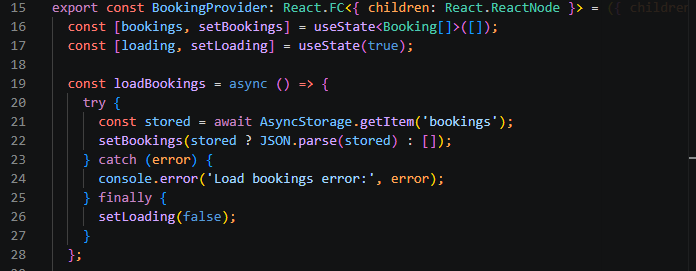 15 export const BookingProvider: React.FC<{ children: React.ReactNode }> = ({ children
16 const [bookings, setBookings] = useState<Booking[]>([]);
17 const [loading, setLoading] = useState(true);
18
19 const loadBookings = async () => {
20 try {
21 const stored = await AsyncStorage.getItem('bookings');
22 setBookings(stored ? JSON.parse(stored) : []);
23 } catch (error) {
24 console.error('Load bookings error:', error);
25 } finally {
26 setLoading(false);
27 }
28 };